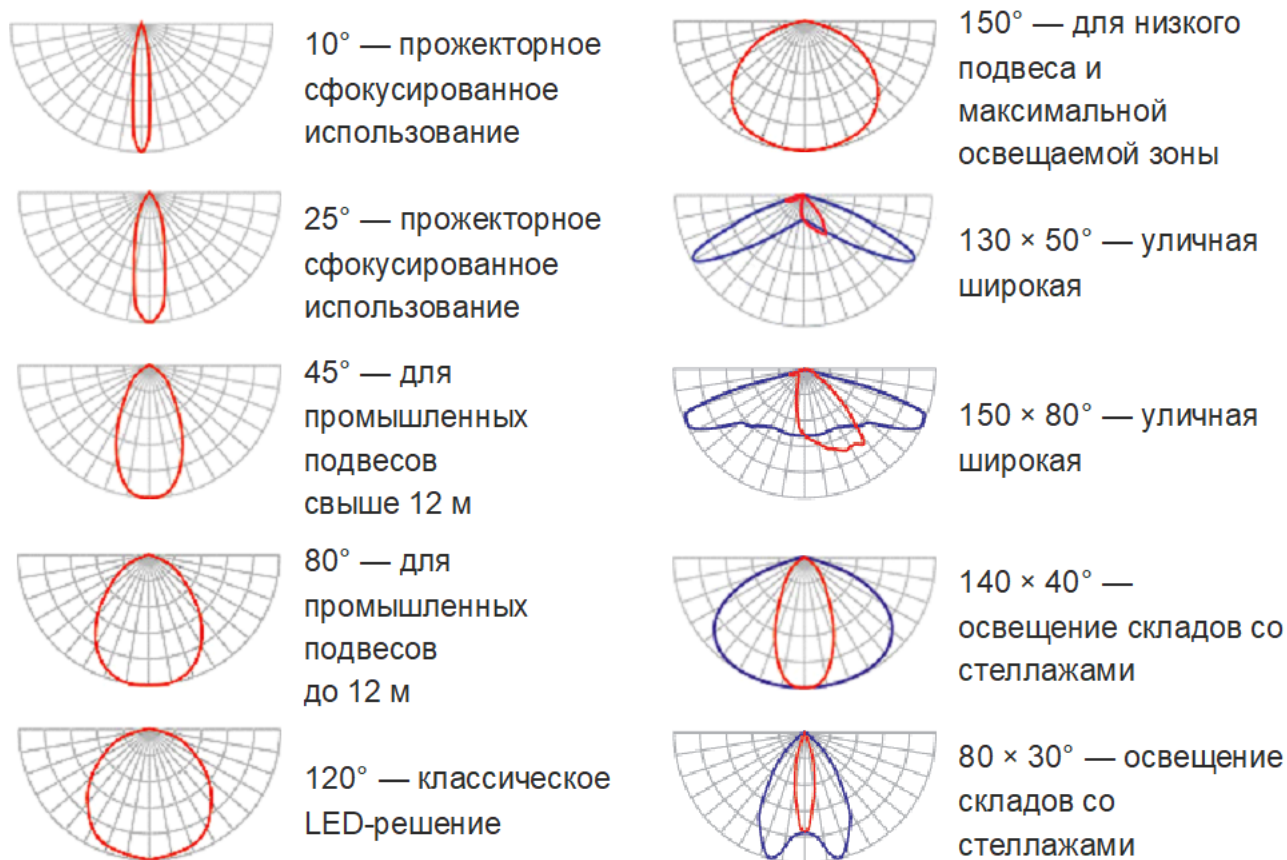 10° — прожекторное
сфокусированное
использование
25° — прожекторное
сфокусированное
использование
45° — для
промышленных
подвесов
свыше 12 м
80° — для
промышленных
подвесов
до 12 м
120° — классическое
LED-решение
150° — для низкого
подвеса и
максимальной
освещаемой зоны
130 × 50° — уличная
широкая
150 × 80° — уличная
широкая
140 × 40° —
освещение складов со
стеллажами
80 × 30° — освещение
складов со
стеллажами